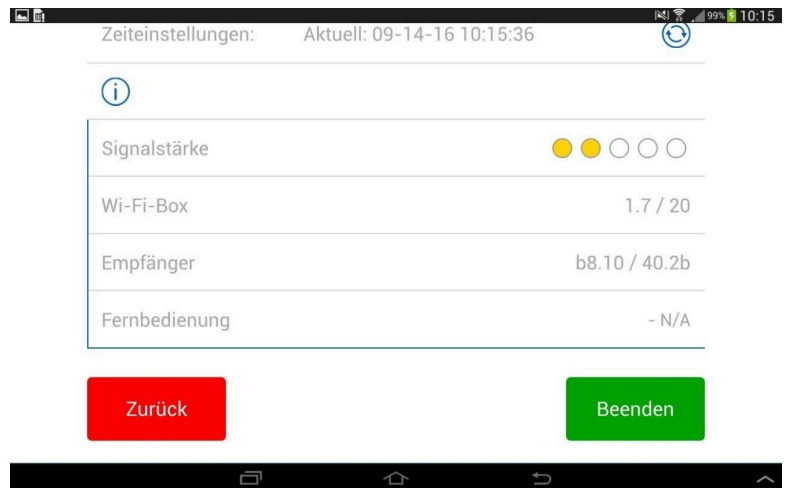 99% 10:15
Zeiteinstellungen: Aktuell: 09-14-16 10:15:36
i
Signalstärke
Wi-Fi-Box 1.7 / 20
Empfänger b8.10 / 40.2b
Fernbedienung - N/A
Zurück Beenden